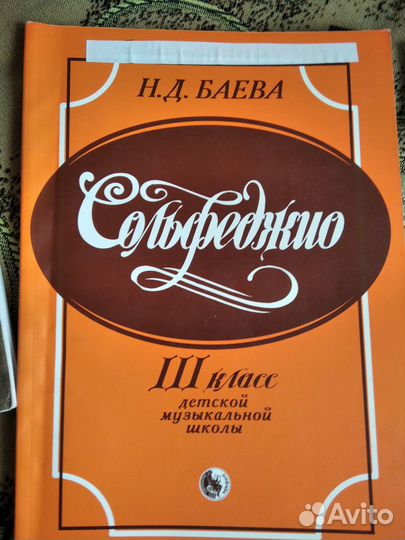 Н.Д. БАЕВА
Сольфеджио
III класс
детской
музыкальной
школы
Avito